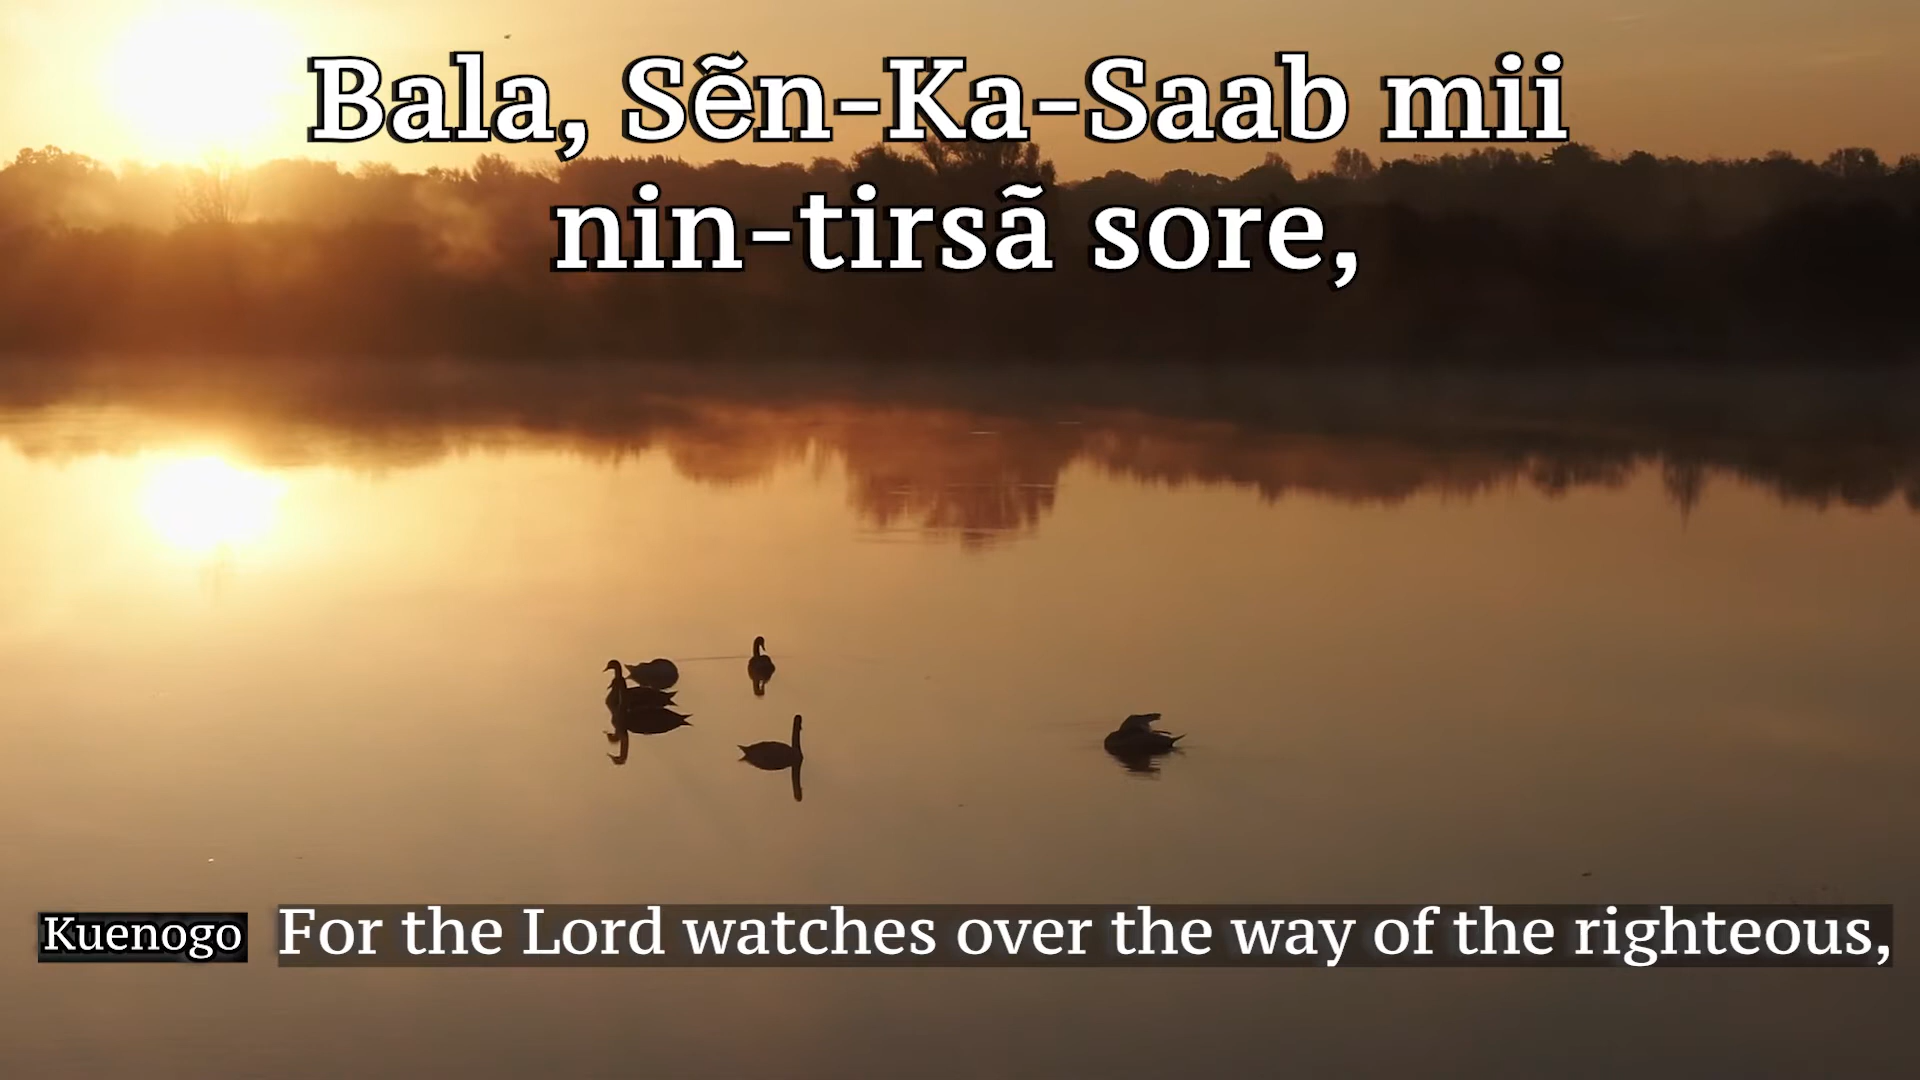 Bala, Sẽn-Ka-Saab mii
nin-tirsã sore,
Kuenogo
For the Lord watches over the way of the righteous,